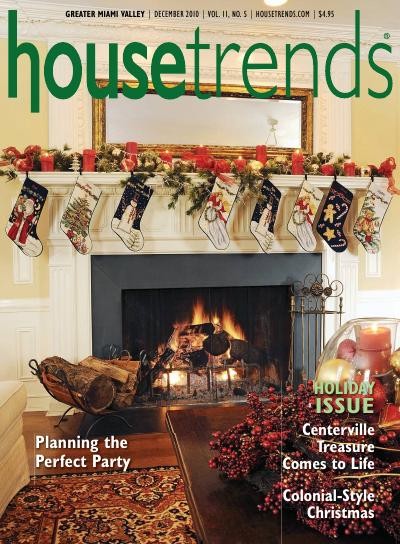 GREATER MIAMI VALLEY | DECEMBER 2010 | VOL. 11, NO. 5 | HOUSETRENDS.COM | $4.95
housetrends®
HOLIDAY
ISSUE
Centerville
Treasure
Comes to Life
Colonial-Style
Christmas
Planning the
Perfect Party